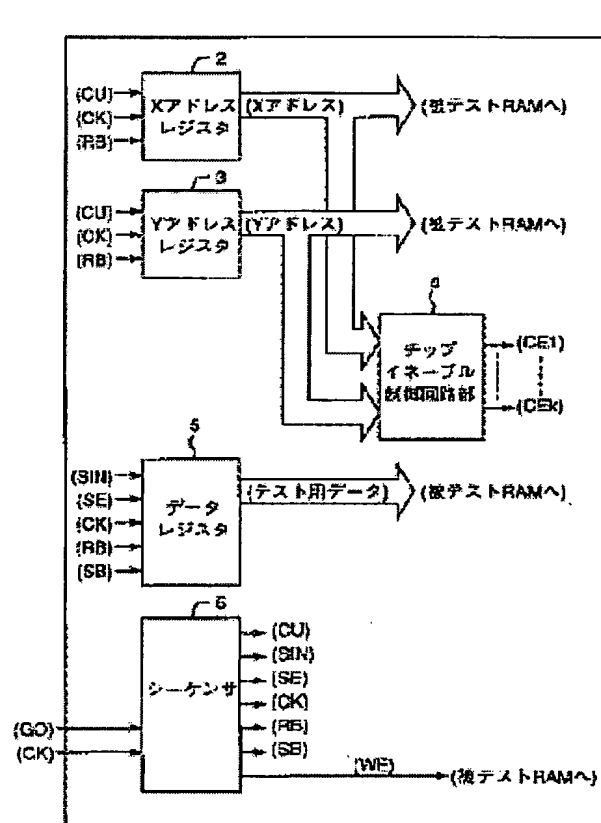 2
(CU)
(CK)
(RB)
Xアドレス
レジスタ
(Xアドレス)
(被テストRAMへ)
3
(CU)
(CK)
(RB)
Yアドレス
レジスタ
(Yアドレス)
(被テストRAMへ)
チップ
イネーブル
制御回路部
(CE1)
(CEk)
5
(SIN)
(SE)
(CK)
(RB)
(SB)
データ
レジスタ
(テスト用データ)
(被テストRAMへ)
6
シーケンサ
(GO)
(CK)
(CU)
(SIN)
(SE)
(CK)
(RB)
(SB)
(WE)
(被テストRAMへ)